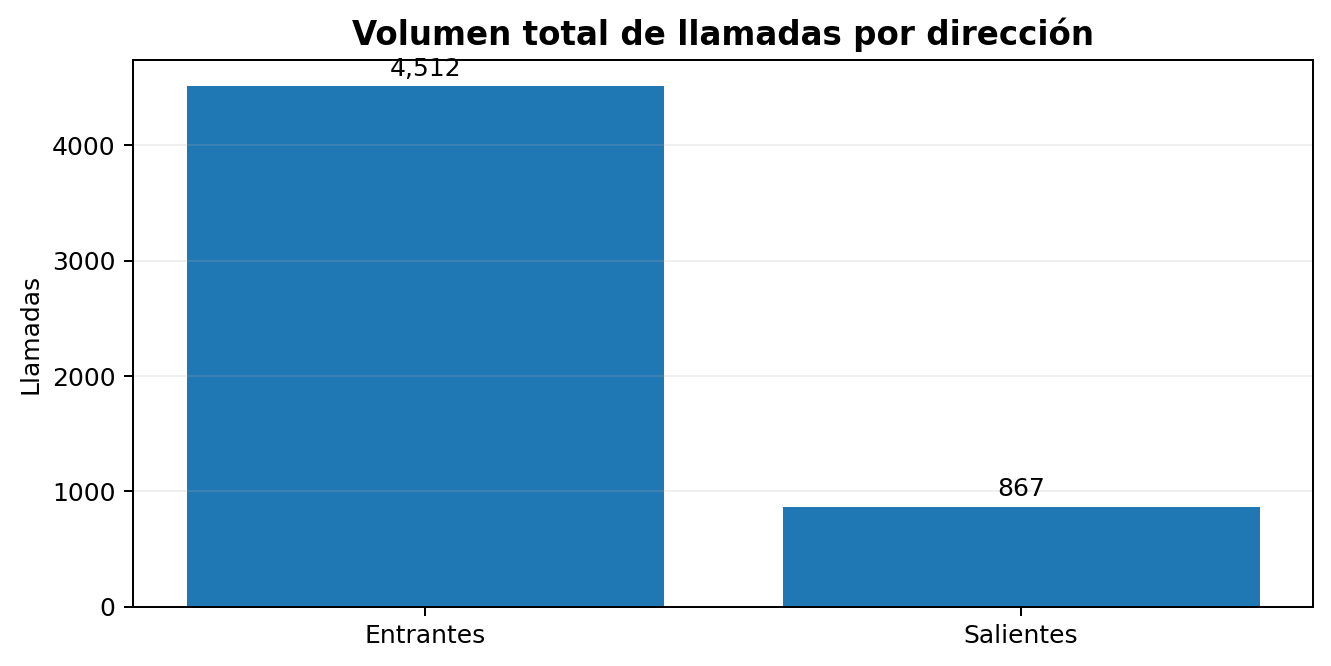 Volumen total de llamadas por dirección
4,512
4000
3000
2000
1000
0
Llamadas
867
Entrantes
Salientes